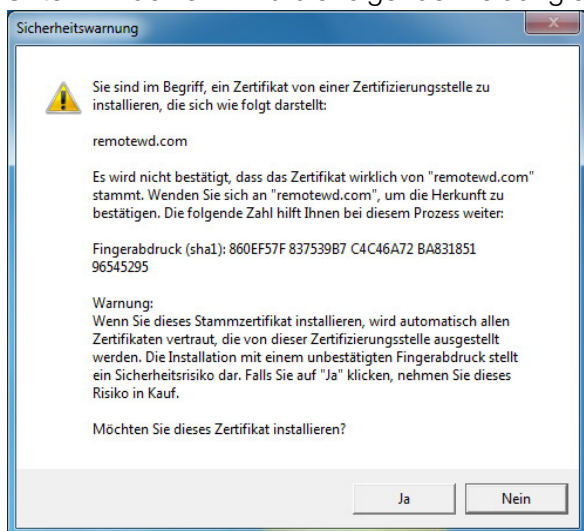 Sicherheitswarnung
Sie sind im Begriff, ein Zertifikat von einer Zertifizierungsstelle zu
installieren, die sich wie folgt darstellt:
remotewd.com
Es wird nicht bestätigt, dass das Zertifikat wirklich von "remotewd.com"
stammt. Wenden Sie sich an "remotewd.com", um die Herkunft zu
bestätigen. Die folgende Zahl hilft Ihnen bei diesem Prozess weiter:
Fingerabdruck (sha1): 860EF57F 837539B7 C4C46A72 BA831851
96545295
Warnung:
Wenn Sie dieses Stammzertifikat installieren, wird automatisch allen
Zertifikaten vertraut, die von dieser Zertifizierungsstelle ausgestellt
werden. Die Installation mit einem unbestätigten Fingerabdruck stellt
ein Sicherheitsrisiko dar. Falls Sie auf "Ja" klicken, nehmen Sie dieses
Risiko in Kauf.
Möchten Sie dieses Zertifikat installieren?
Ja
Nein